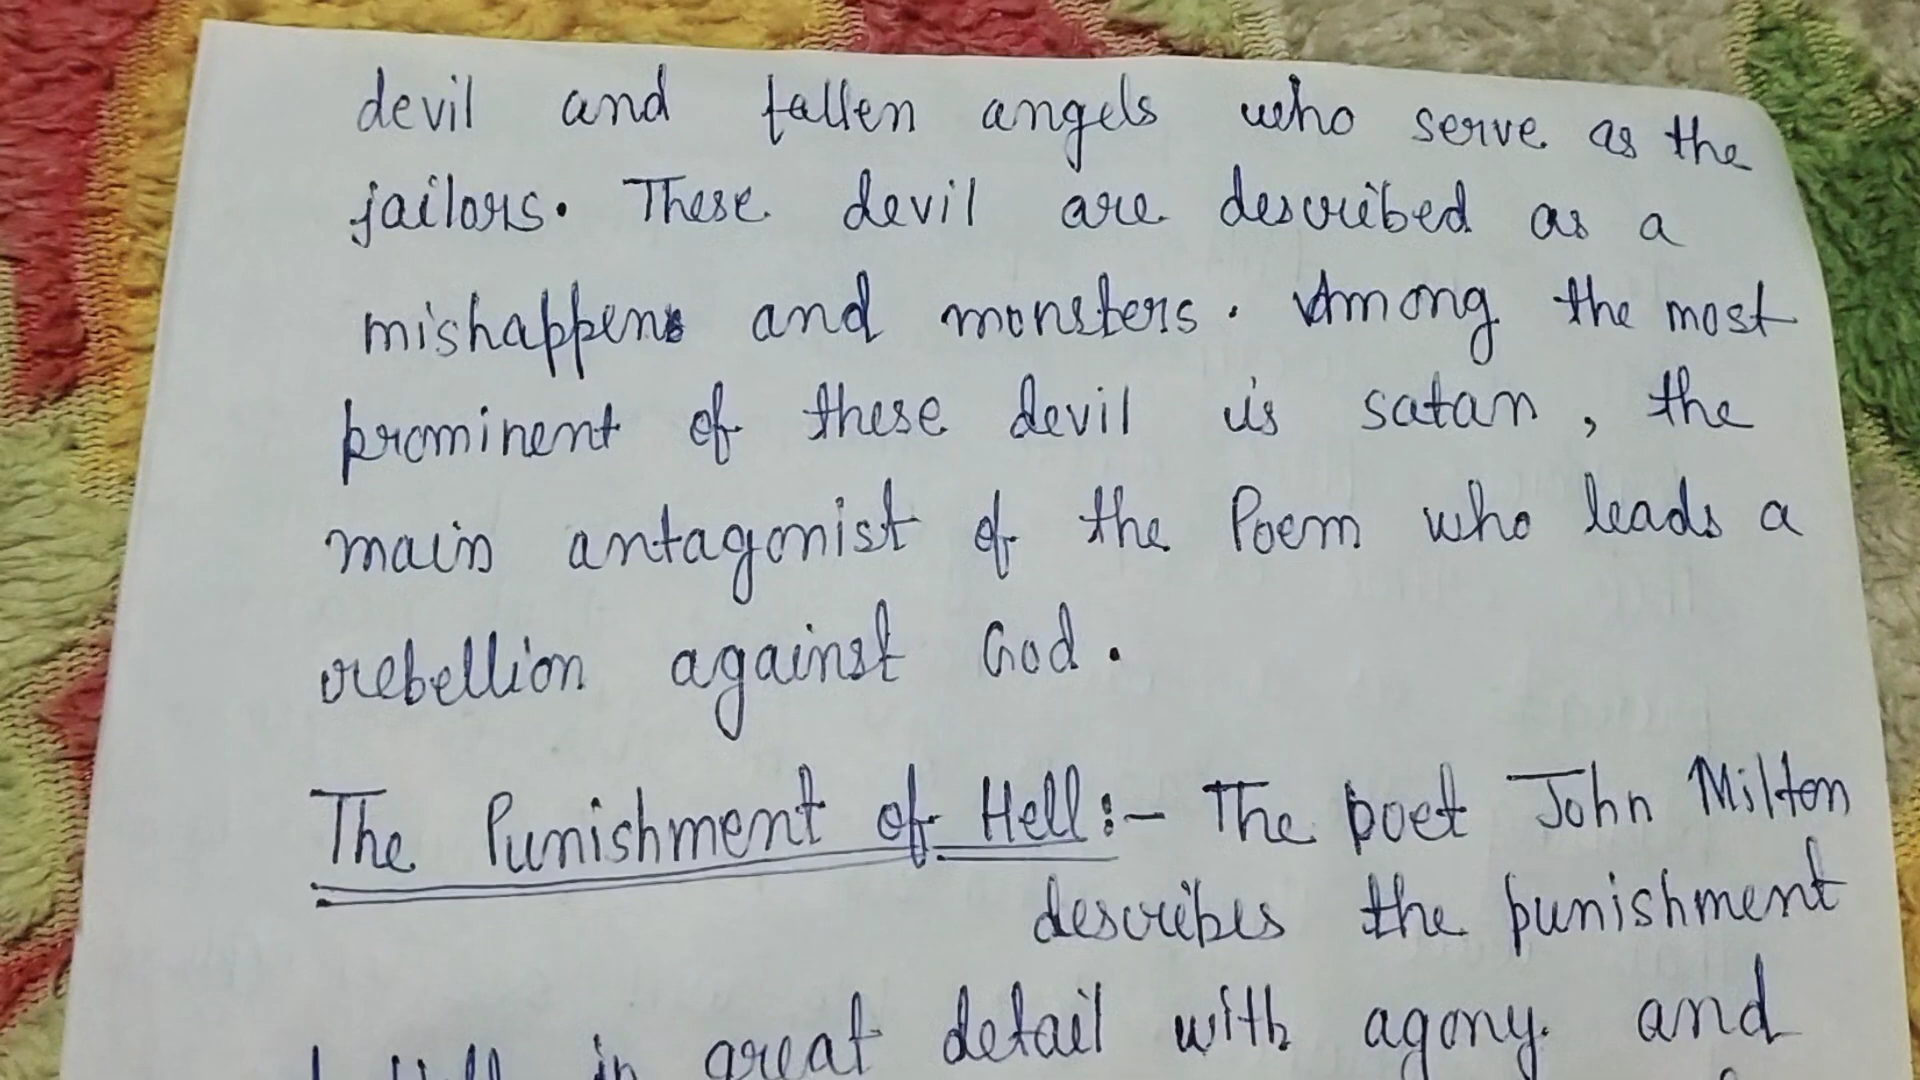 devil and fallen angels who serve as the
jailors. These devil are described as a
mishappens and monsters. Among the most
prominent of these devil is satan, the
main antagonist of the Poem who leads a
rebellion against God.
The Punishment of Hell:- The poet John Milton
describes the punishment
in great detail with agony and